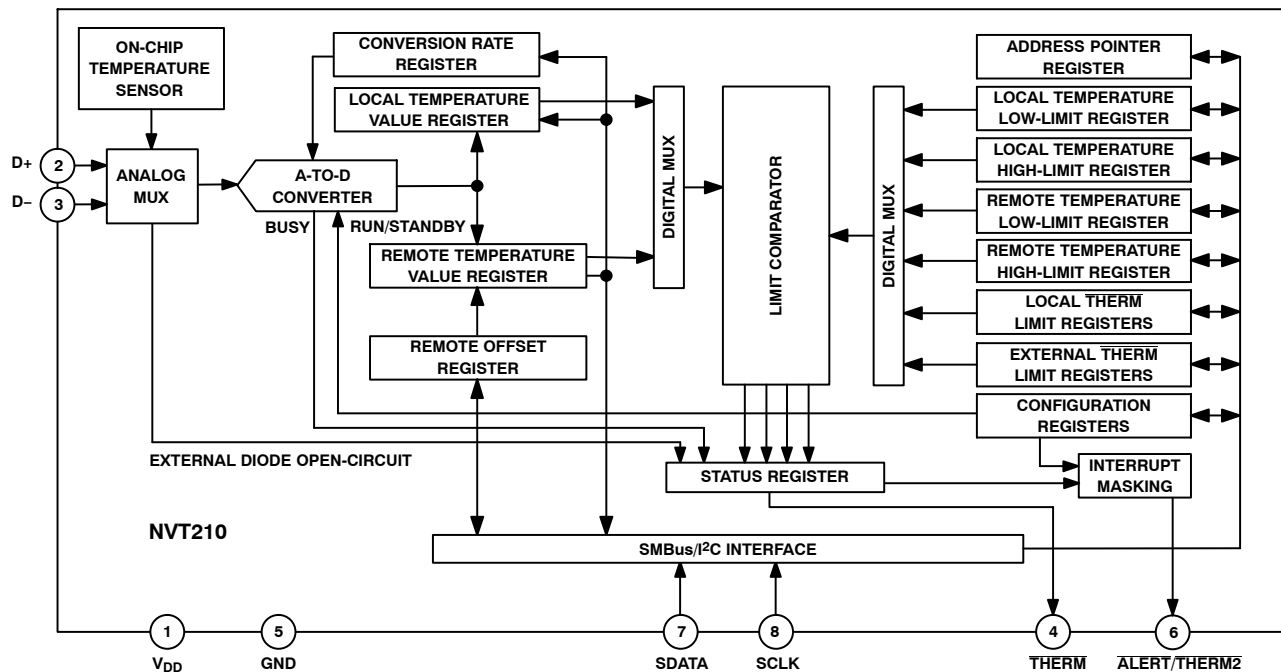 ON-CHIP
TEMPERATURE
SENSOR
CONVERSION RATE
REGISTER
LOCAL TEMPERATURE
VALUE REGISTER
ADDRESS POINTER
REGISTER
LOCAL TEMPERATURE
LOW-LIMIT REGISTER
LOCAL TEMPERATURE
HIGH-LIMIT REGISTER
REMOTE TEMPERATURE
LOW-LIMIT REGISTER
REMOTE TEMPERATURE
HIGH-LIMIT REGISTER
LOCAL THERM
LIMIT REGISTERS
EXTERNAL THERM
LIMIT REGISTERS
CONFIGURATION
REGISTERS
D+
2
D−
3
ANALOG
MUX
A-TO-D
CONVERTER
BUSY
RUN/STANDBY
REMOTE TEMPERATURE
VALUE REGISTER
REMOTE OFFSET
REGISTER
DIGITAL MUX
LIMIT COMPARATOR
DIGITAL MUX
EXTERNAL DIODE OPEN-CIRCUIT
STATUS REGISTER
INTERRUPT
MASKING
NVT210
SMBus/I²C INTERFACE
1
5
7
8
4
6
VDD
GND
SDATA
SCLK
THERM
ALERT/THERM2